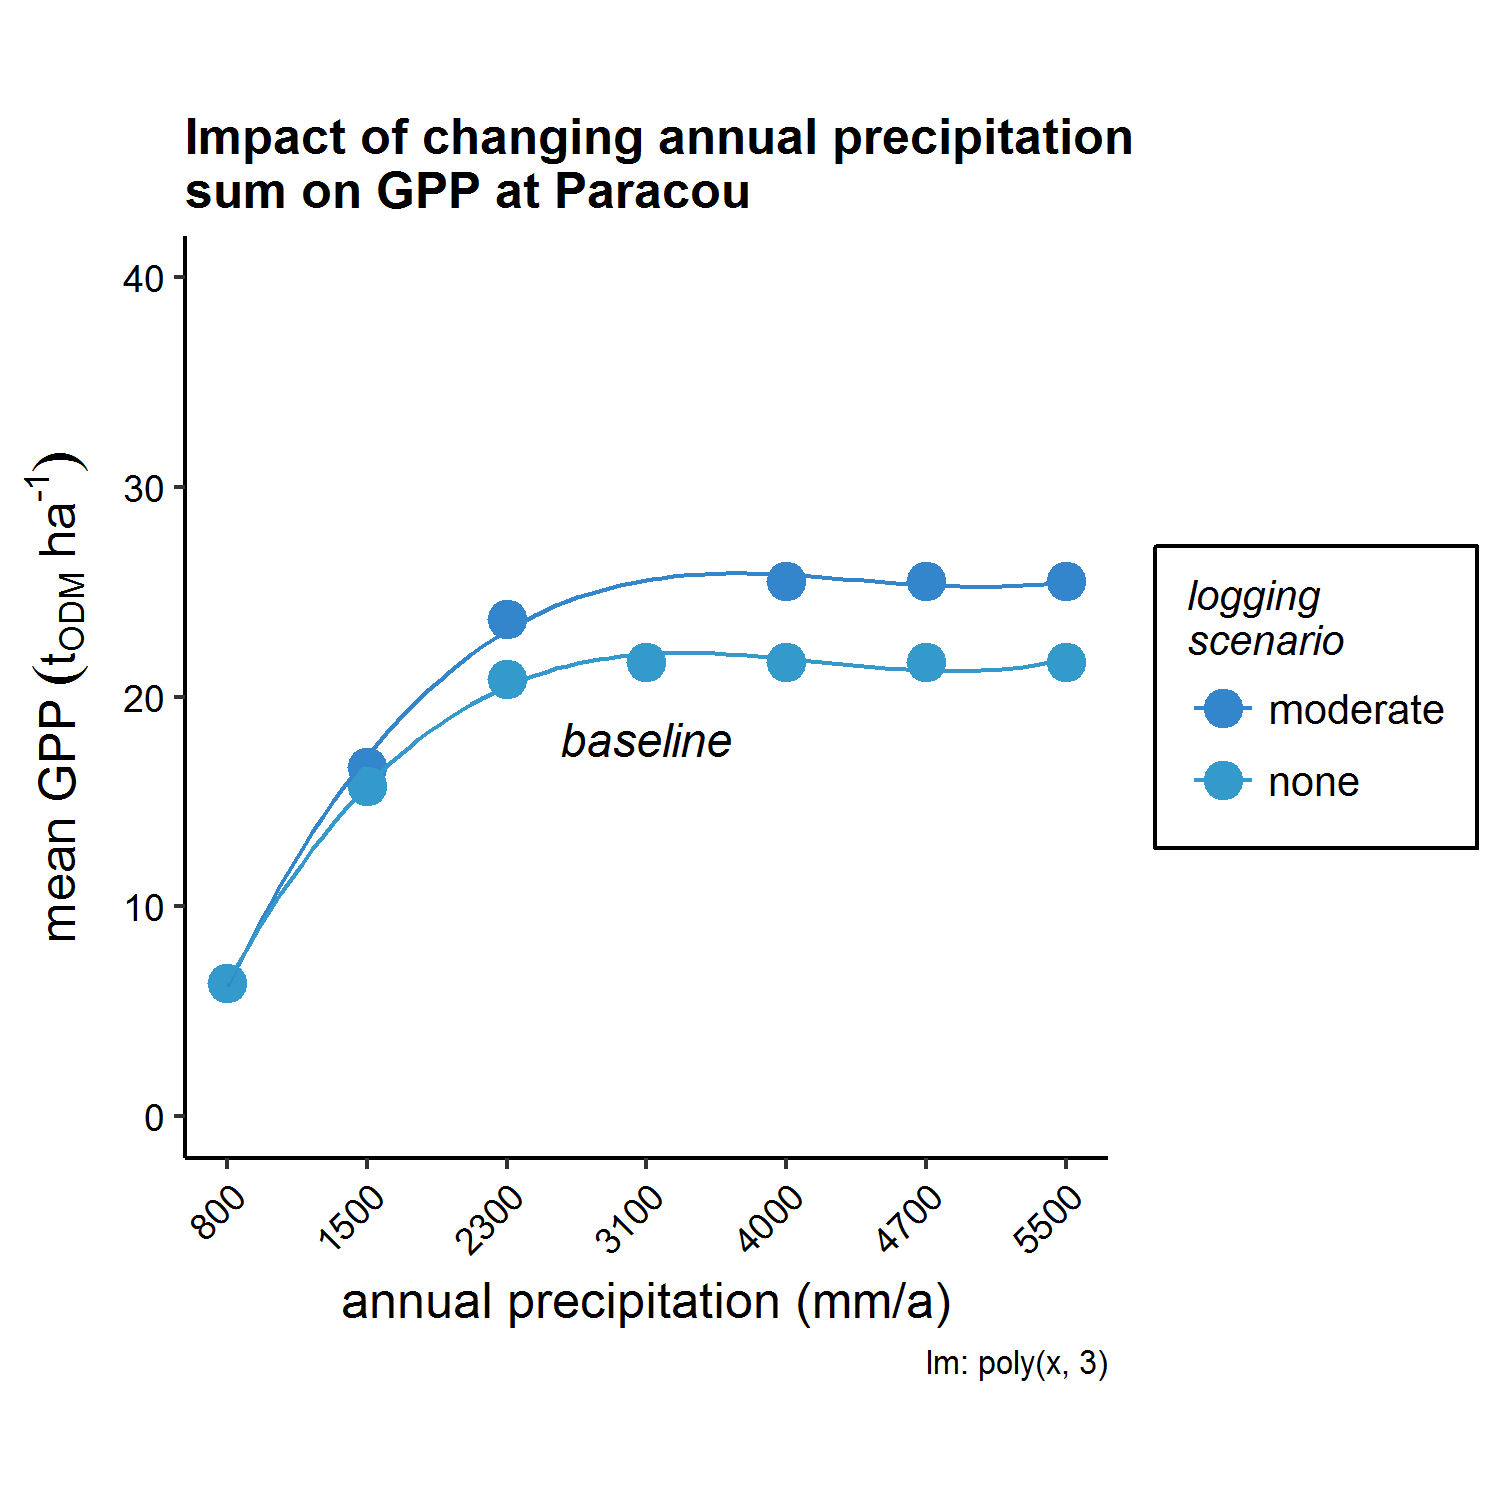 Impact of changing annual precipitation
sum on GPP at Paracou
mean GPP (t_ODM ha⁻¹)
40
30
20
10
0
baseline
800
1500
2300
3100
4000
4700
5500
annual precipitation (mm/a)
lm: poly(x, 3)
logging
scenario
moderate
none